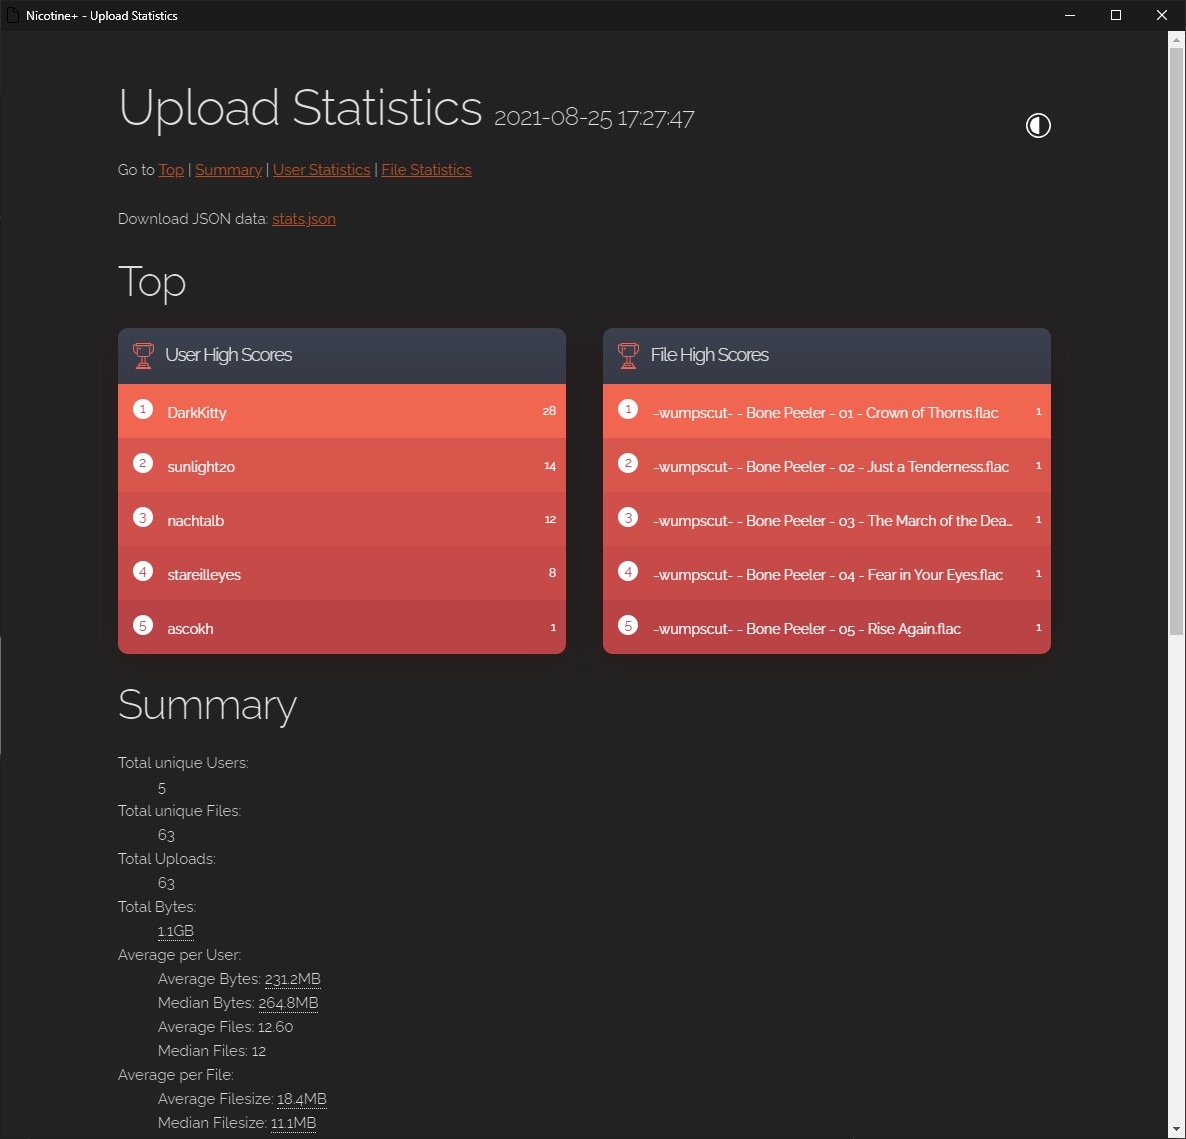 Nicotine+ - Upload Statistics
Upload Statistics 2021-08-25 17:27:47
Go to Top | Summary | User Statistics | File Statistics
Download JSON data: stats.json
Top
User High Scores
1 DarkKitty 28
2 sunlight20 14
3 nachtalb 12
4 stareilleyes 8
5 ascokh 1
File High Scores
1 -wumpscut- - Bone Peeler - 01 - Crown of Thorns.flac 1
2 -wumpscut- - Bone Peeler - 02 - Just a Tenderness.flac 1
3 -wumpscut- - Bone Peeler - 03 - The March of the Dea... 1
4 -wumpscut- - Bone Peeler - 04 - Fear in Your Eyes.flac 1
5 -wumpscut- - Bone Peeler - 05 - Rise Again.flac 1
Summary
Total unique Users:
5
Total unique Files:
63
Total Uploads:
63
Total Bytes:
1.1GB
Average per User:
Average Bytes: 231.2MB
Median Bytes: 264.8MB
Average Files: 12.60
Median Files: 12
Average per File:
Average Filesize: 18.4MB
Median Filesize: 11.1MB